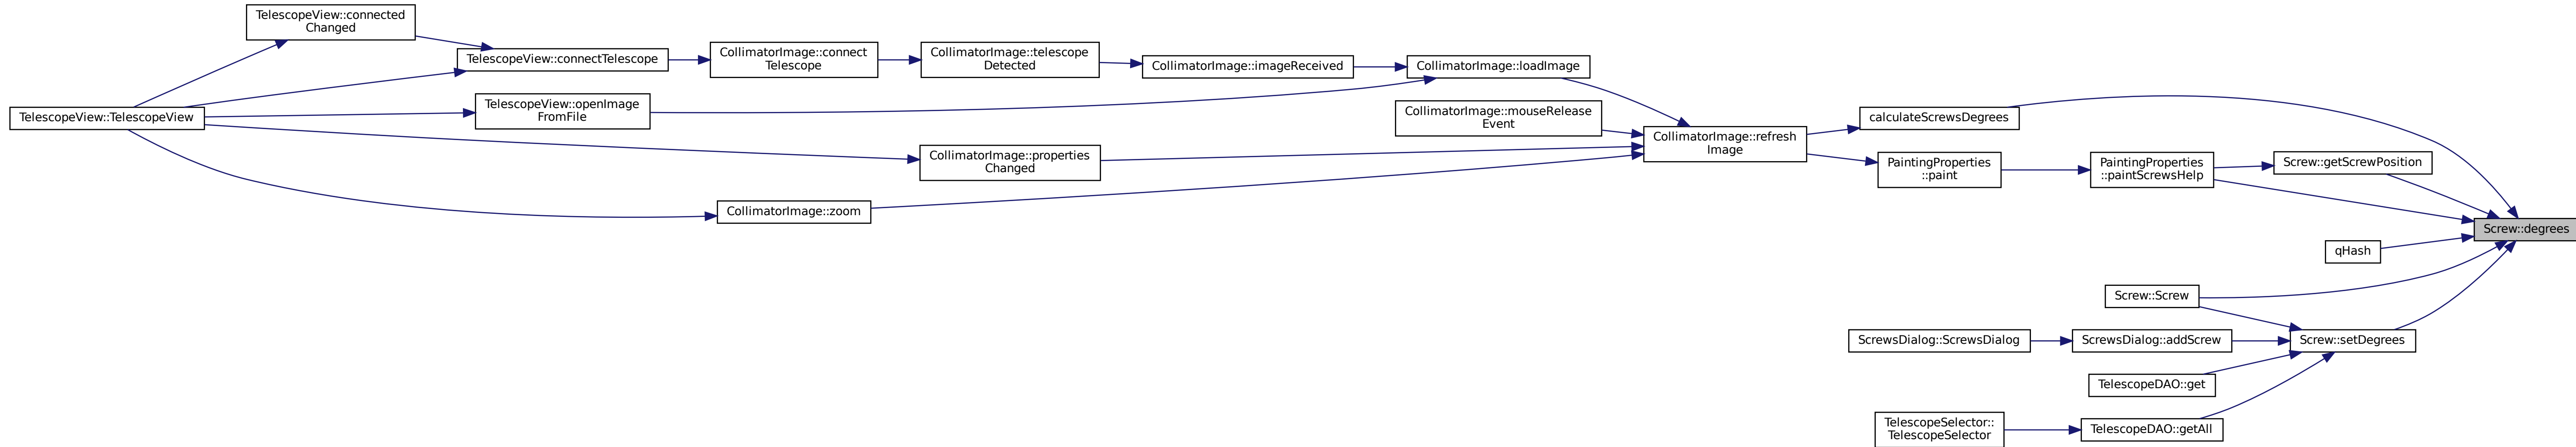 TelescopeView::connected
Changed
TelescopeView::connectTelescope
CollimatorImage::connect
Telescope
CollimatorImage::telescope
Detected
CollimatorImage::imageReceived
CollimatorImage::loadImage
TelescopeView::TelescopeView
TelescopeView::openImage
FromFile
CollimatorImage::mouseRelease
Event
CollimatorImage::properties
Changed
CollimatorImage::zoom
CollimatorImage::refresh
Image
calculateScrewsDegrees
PaintingProperties
::paint
PaintingProperties
::paintScrewsHelp
Screw::getScrewPosition
Screw::degrees
qHash
Screw::Screw
ScrewsDialog::ScrewsDialog
ScrewsDialog::addScrew
Screw::setDegrees
TelescopeDAO::get
TelescopeSelector::
TelescopeSelector
TelescopeDAO::getAll